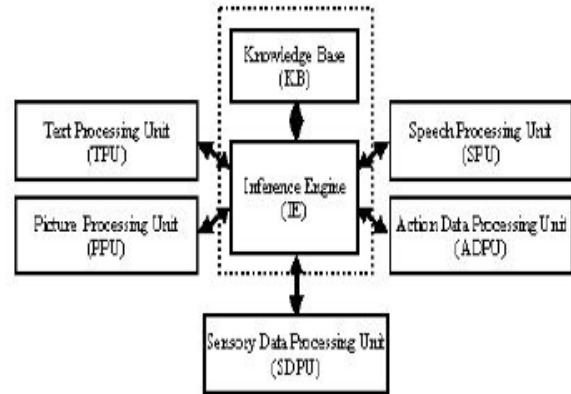 Knowledge Base
(KB)
Text Processing Unit
(TPU)
Speech Processing Unit
(SPU)
Inference Engine
(IE)
Picture Processing Unit
(PPU)
Action Data Processing Unit
(ADPU)
Sensory Data Processing Unit
(SDPU)